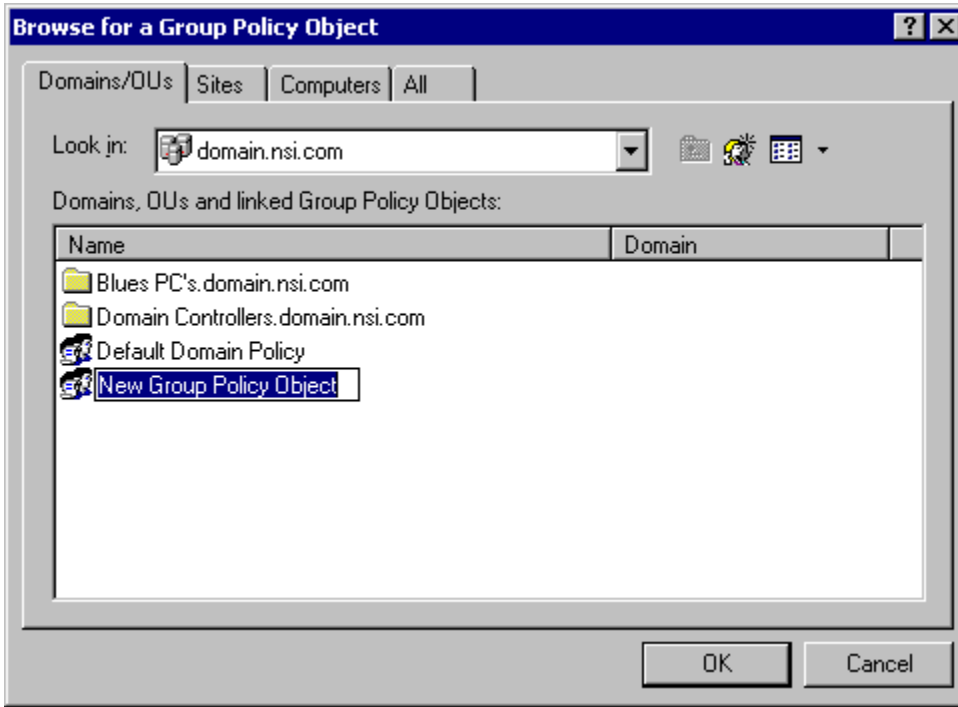 Browse for a Group Policy Object
Domains/OUs Sites Computers All
Look in: domain.nsi.com
Domains, OUs and linked Group Policy Objects:
Name Domain
Blues PC's.domain.nsi.com
Domain Controllers.domain.nsi.com
Default Domain Policy
New Group Policy Object
OK Cancel